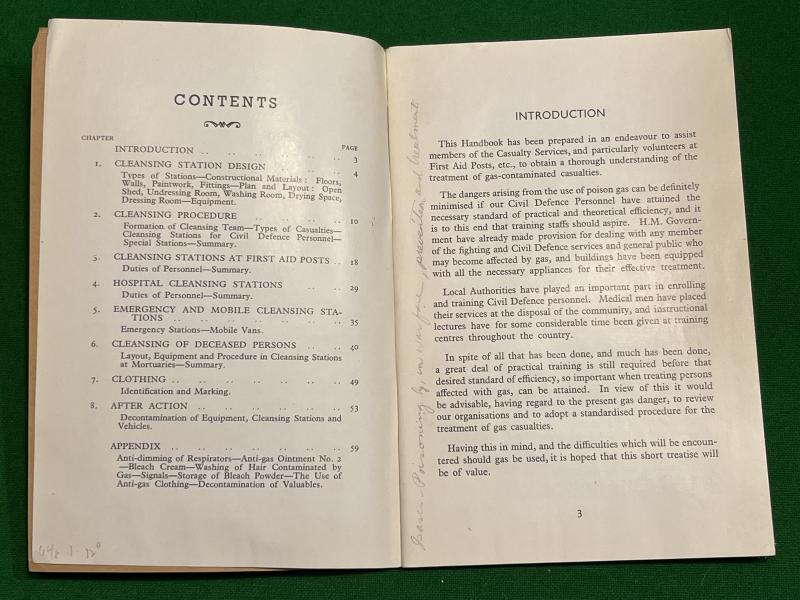 CONTENTS
CHAPTER
PAGE
INTRODUCTION .. .. .. .. .. .. 3
1. CLEANSING STATION DESIGN .. .. .. 4
Types of Stations—Constructional Materials: Floors,
Walls, Paintwork, Fittings—Plan and Layout: Open
Shed, Undressing Room, Washing Room, Drying Space,
Dressing Room—Equipment.
2. CLEANSING PROCEDURE .. .. .. .. 10
Formation of Cleansing Team—Types of Casualties—
Cleansing Stations for Civil Defence Personnel—
Special Stations—Summary.
3. CLEANSING STATIONS AT FIRST AID POSTS .. 18
Duties of Personnel—Summary.
4. HOSPITAL CLEANSING STATIONS .. .. 29
Duties of Personnel—Summary.
5. EMERGENCY AND MOBILE CLEANSING STA-
TIONS .. .. .. .. .. .. .. 35
Emergency Stations—Mobile Vans.
6. CLEANSING OF DECEASED PERSONS .. .. 40
Layout, Equipment and Procedure in Cleansing Stations
at Mortuaries—Summary.
7. CLOTHING .. .. .. .. .. .. .. 49
Identification and Marking.
8. AFTER ACTION .. .. .. .. .. .. 53
Decontamination of Equipment, Cleansing Stations and
Vehicles.
APPENDIX .. .. .. .. .. .. .. 59
Anti-dimming of Respirators—Anti-gas Ointment No. 2
—Bleach Cream—Washing of Hair Contaminated by
Gas—Signals—Storage of Bleach Powder—The Use of
Anti-gas Clothing—Decontamination of Valuables.
Gases - Poisoning by, in warfare, prevention and treatment
INTRODUCTION
This Handbook has been prepared in an endeavour to assist
members of the Casualty Services, and particularly volunteers at
First Aid Posts, etc., to obtain a thorough understanding of the
treatment of gas-contaminated casualties.
The dangers arising from the use of poison gas can be definitely
minimised if our Civil Defence Personnel have attained the
necessary standard of practical and theoretical efficiency, and it
is to this end that training staffs should aspire. H.M. Govern-
ment have already made provision for dealing with any member
of the fighting and Civil Defence services and general public who
may become affected by gas, and buildings have been equipped
with all the necessary appliances for their effective treatment.
Local Authorities have played an important part in enrolling
and training Civil Defence personnel. Medical men have placed
their services at the disposal of the community, and instructional
lectures have for some considerable time been given at training
centres throughout the country.
In spite of all that has been done, and much has been done,
a great deal of practical training is still required before that
desired standard of efficiency, so important when treating persons
affected with gas, can be attained. In view of this it would
be advisable, having regard to the present gas danger, to review
our organisations and to adopt a standardised procedure for the
treatment of gas casualties.
Having this in mind, and the difficulties which will be encoun-
tered should gas be used, it is hoped that this short treatise will
be of value.
3